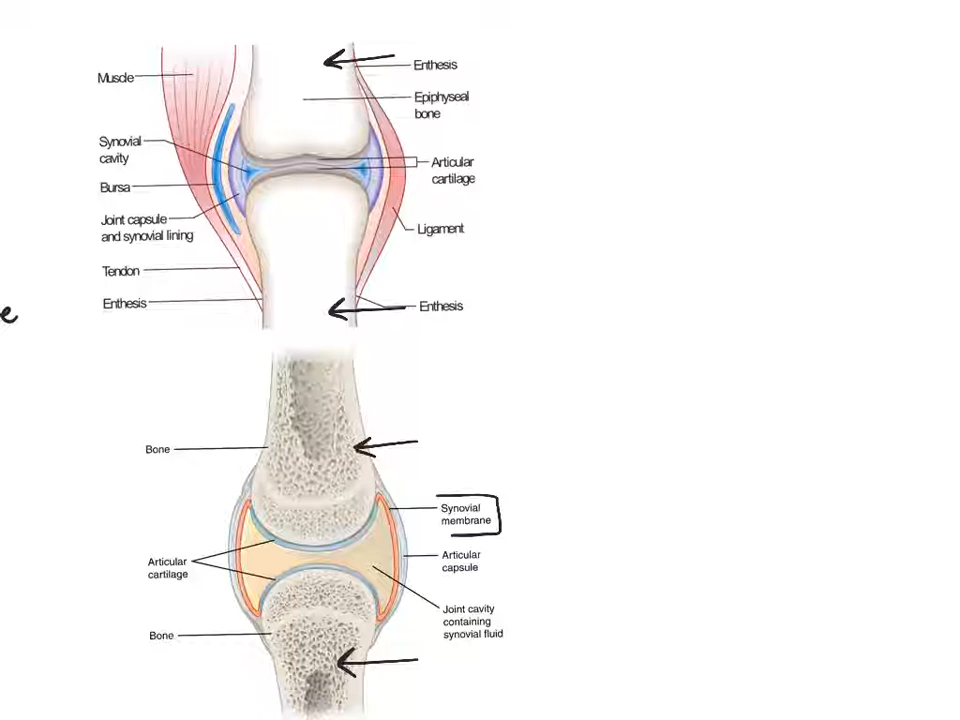 Muscle
Enthesis
Epiphyseal
bone
Synovial
cavity
Articular
cartilage
Bursa
Joint capsule
and synovial lining
Ligament
Tendon
Enthesis
Enthesis
e
Bone
Synovial
membrane
Articular
cartilage
Articular
capsule
Joint cavity
containing
synovial fluid
Bone